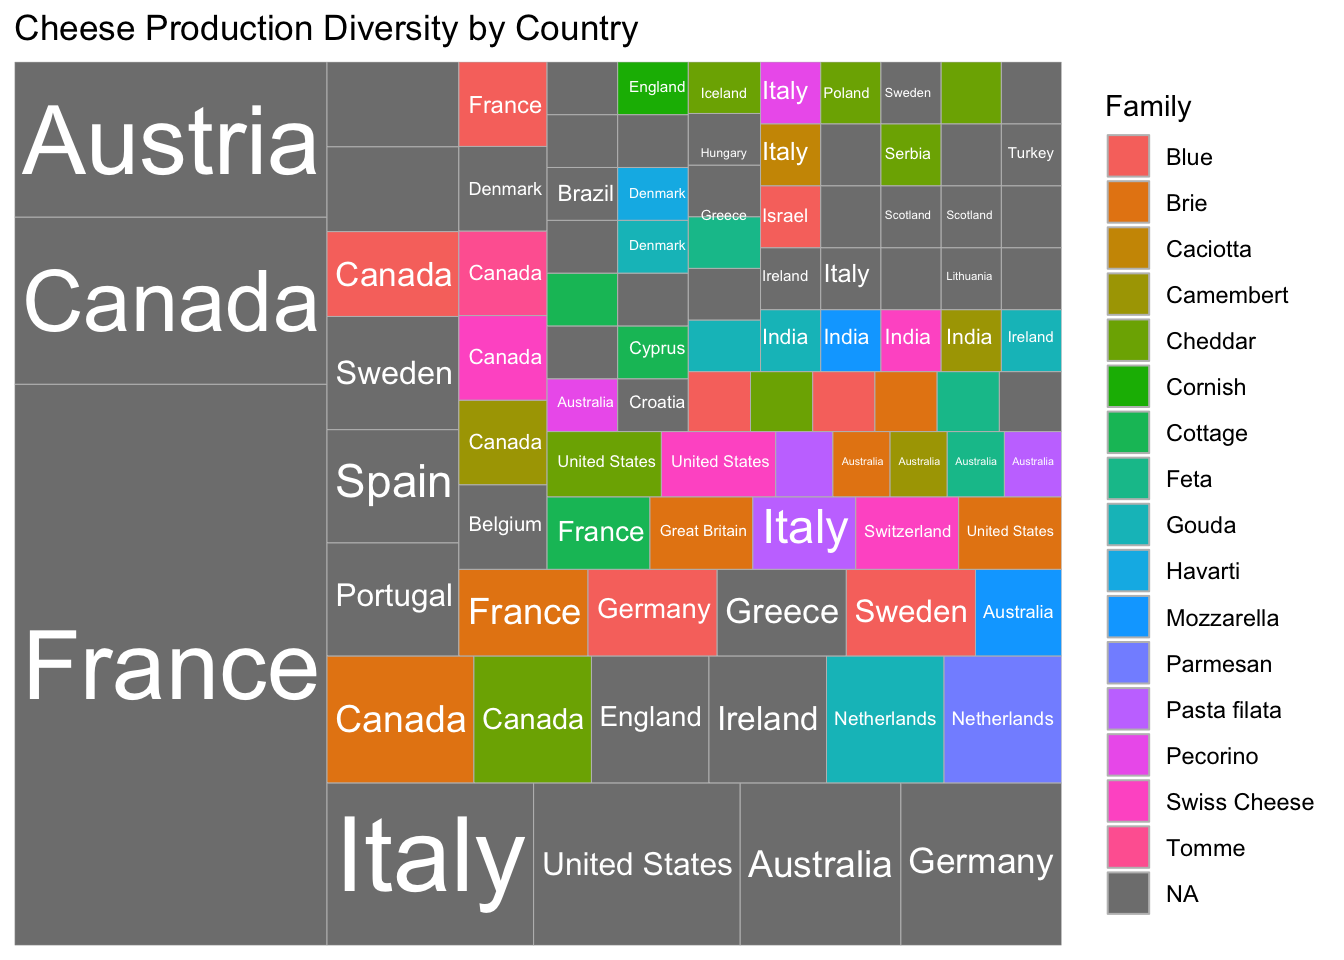 Cheese Production Diversity by Country
Austria
Canada
France
Canada
Sweden
Spain
Portugal
France
Denmark
Canada
Canada
Canada
Belgium
Brazil
Australia
England
Denmark
Denmark
Cyprus
Croatia
Iceland
Hungary
Greece
Italy
Italy
Israel
Ireland
India
Poland
Italy
India
Sweden
Serbia
Scotland
India
Scotland
Lithuania
India
Turkey
Ireland
United States
United States
Australia
Australia
Australia
Australia
France
Great Britain
Italy
Switzerland
United States
France
Germany
Greece
Sweden
Australia
Canada
Canada
England
Ireland
Netherlands
Netherlands
Italy
United States
Australia
Germany
Family
Blue
Brie
Caciotta
Camembert
Cheddar
Cornish
Cottage
Feta
Gouda
Havarti
Mozzarella
Parmesan
Pasta filata
Pecorino
Swiss Cheese
Tomme
NA